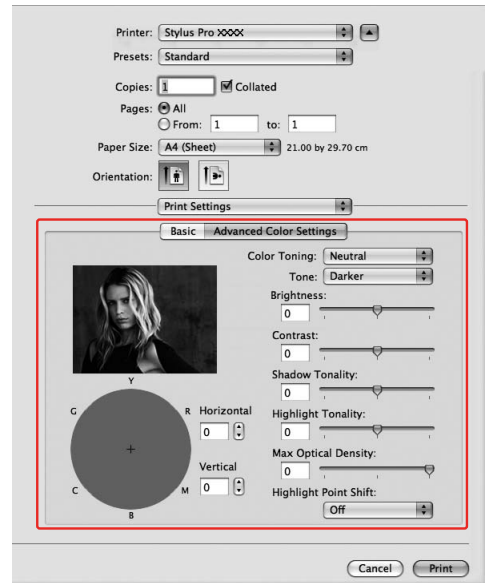 Printer: Stylus Pro XXXX
Presets: Standard
Copies: 1 Collated
Pages: All
From: 1 to: 1
Paper Size: A4 (Sheet) 21.00 by 29.70 cm
Orientation:
Print Settings
Basic Advanced Color Settings
Color Toning: Neutral
Tone: Darker
Brightness:
0
Contrast:
0
Shadow Tonality:
0
Highlight Tonality:
0
Max Optical Density:
0
Highlight Point Shift:
Off
Y
G R
C M
B
Horizontal
0
Vertical
0
Cancel Print